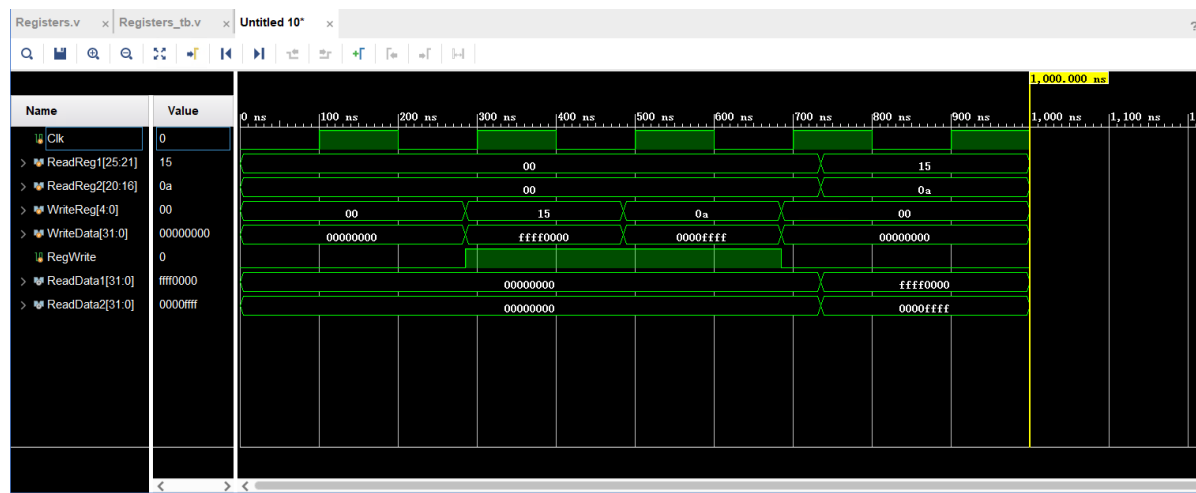 Registers.v × Registers_tb.v × Untitled 10* × ?
1,000.000 ns
Name Value
0 ns 100 ns 200 ns 300 ns 400 ns 500 ns 600 ns 700 ns 800 ns 900 ns 1,000 ns 1,100 ns 1
Clk 0
> ReadReg1[25:21] 15 00 15
> ReadReg2[20:16] 0a 00 0a
> WriteReg[4:0] 00 00 15 0a 00
> WriteData[31:0] 00000000 00000000 ffff0000 0000ffff 00000000
RegWrite 0
> ReadData1[31:0] ffff0000 00000000 ffff0000
> ReadData2[31:0] 0000ffff 00000000 0000ffff